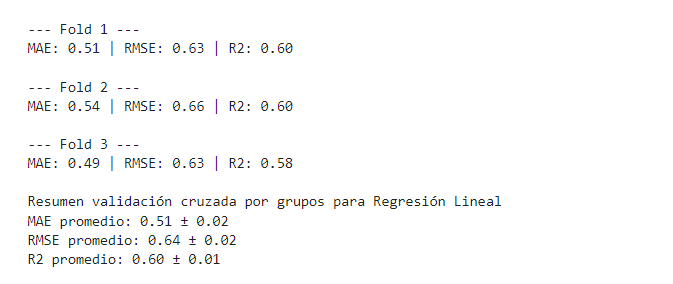 --- Fold 1 ---
MAE: 0.51 | RMSE: 0.63 | R2: 0.60
--- Fold 2 ---
MAE: 0.54 | RMSE: 0.66 | R2: 0.60
--- Fold 3 ---
MAE: 0.49 | RMSE: 0.63 | R2: 0.58
Resumen validación cruzada por grupos para Regresión Lineal
MAE promedio: 0.51 ± 0.02
RMSE promedio: 0.64 ± 0.02
R2 promedio: 0.60 ± 0.01